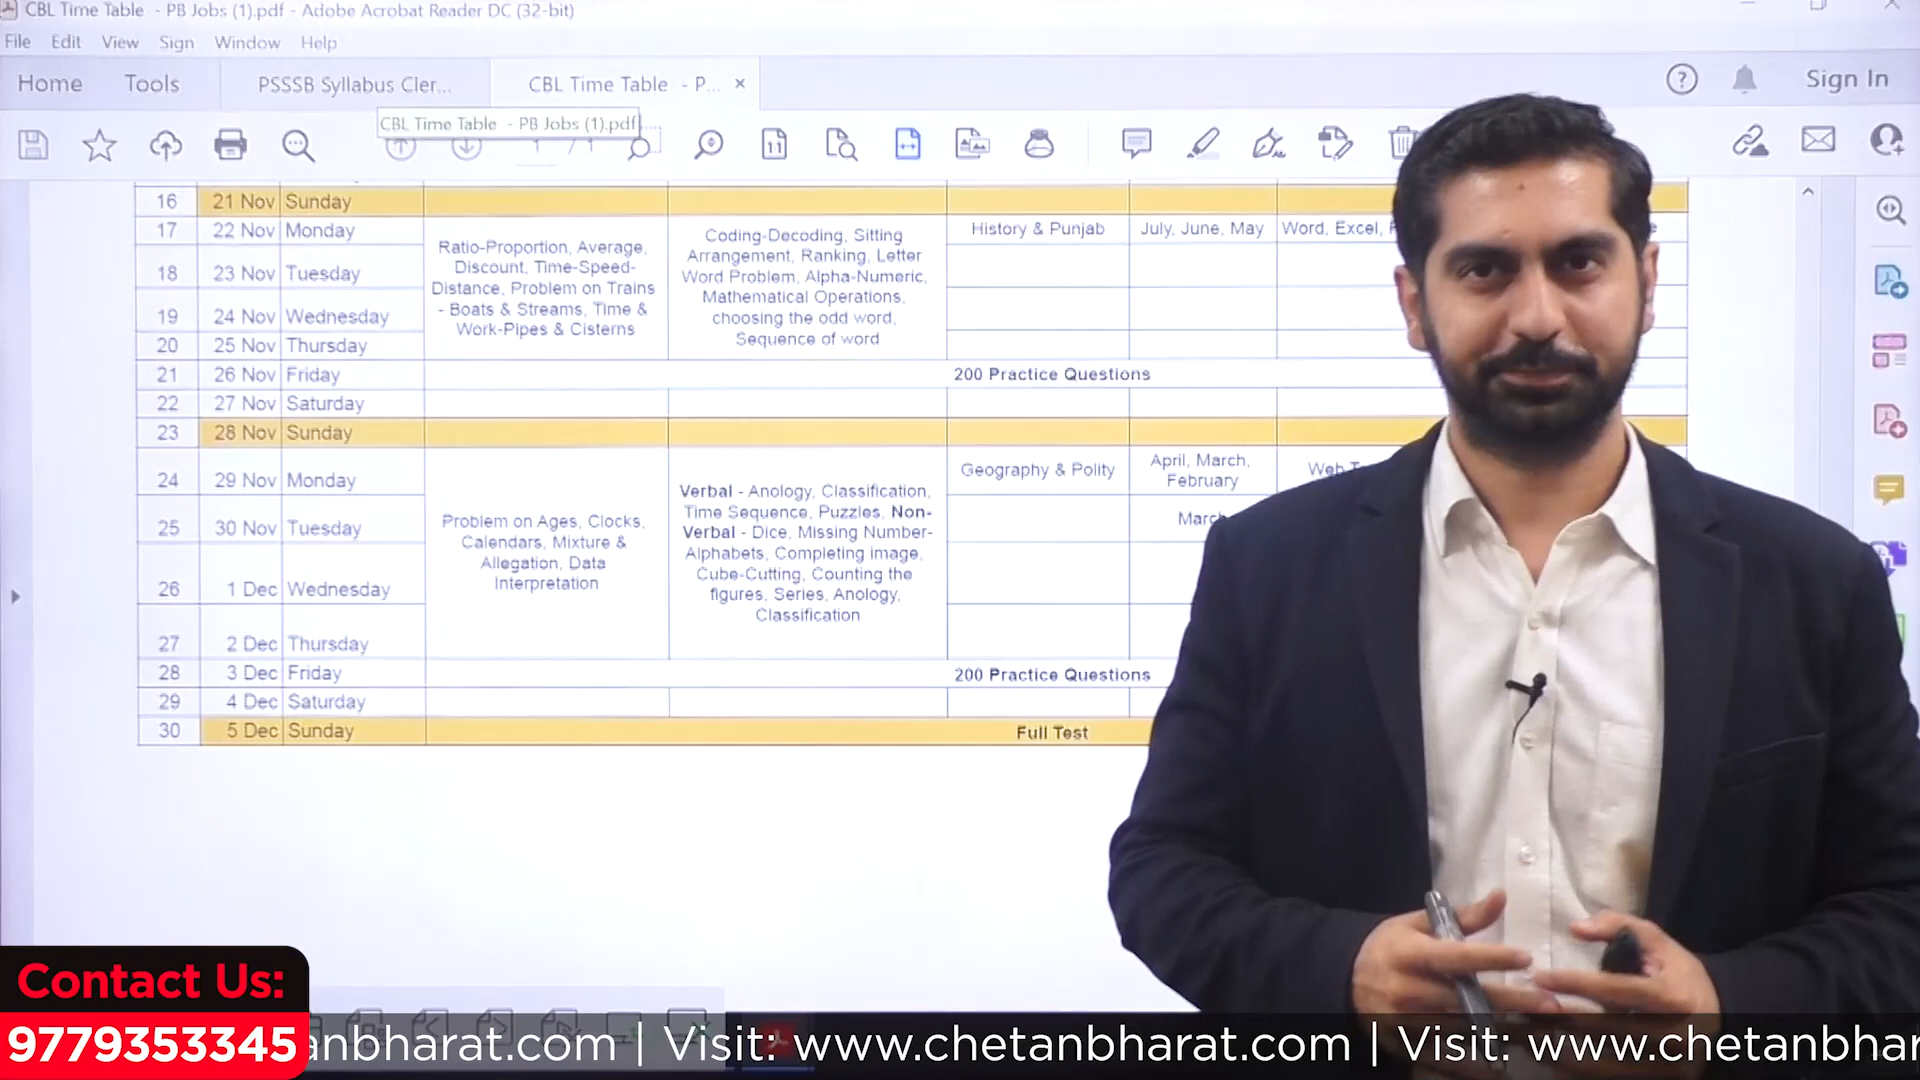 CBL Time Table - PB Jobs (1).pdf - Adobe Acrobat Reader DC (32-bit)
File Edit View Sign Window Help
Home Tools PSSSB Syllabus Cler... CBL Time Table - P... × Sign In
CBL Time Table - PB Jobs (1).pdf
1 / 1
16 21 Nov Sunday
17 22 Nov Monday History & Punjab July, June, May Word, Excel,
18 23 Nov Tuesday
19 24 Nov Wednesday
20 25 Nov Thursday
Ratio-Proportion, Average,
Discount, Time-Speed-
Distance, Problem on Trains
- Boats & Streams, Time &
Work-Pipes & Cisterns
Coding-Decoding, Sitting
Arrangement, Ranking, Letter
Word Problem, Alpha-Numeric,
Mathematical Operations,
choosing the odd word,
Sequence of word
21 26 Nov Friday 200 Practice Questions
22 27 Nov Saturday
23 28 Nov Sunday
24 29 Nov Monday Geography & Polity
April, March,
February
Web
25 30 Nov Tuesday March
26 1 Dec Wednesday
27 2 Dec Thursday
Problem on Ages, Clocks,
Calendars, Mixture &
Allegation, Data
Interpretation
Verbal - Anology, Classification,
Time Sequence, Puzzles, Non-
Verbal - Dice, Missing Number-
Alphabets, Completing image,
Cube-Cutting, Counting the
figures, Series, Anology,
Classification
28 3 Dec Friday 200 Practice Questions
29 4 Dec Saturday
30 5 Dec Sunday Full Test
Contact Us:
9779353345
anbharat.com | Visit: www.chetanbharat.com | Visit: www.chetanbhar